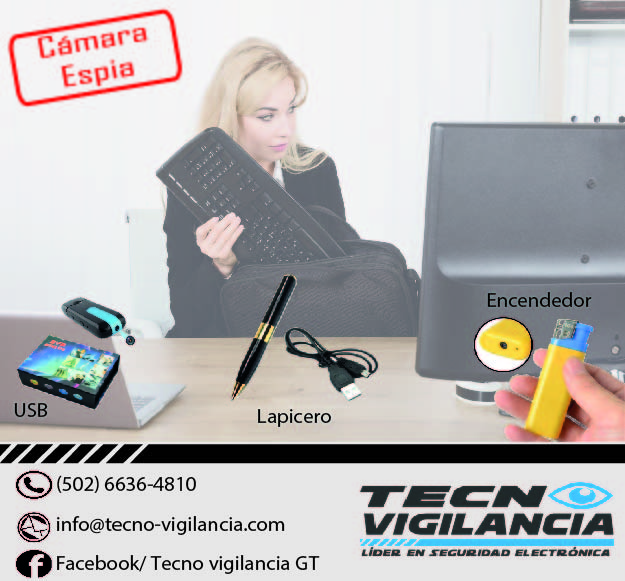 Cámara
Espia
Encendedor
USB
Lapicero
(502) 6636-4810
info@tecno-vigilancia.com
Facebook/ Tecno vigilancia GT
TECN
VIGILANCIA
LÍDER EN SEGURIDAD ELECTRÓNICA